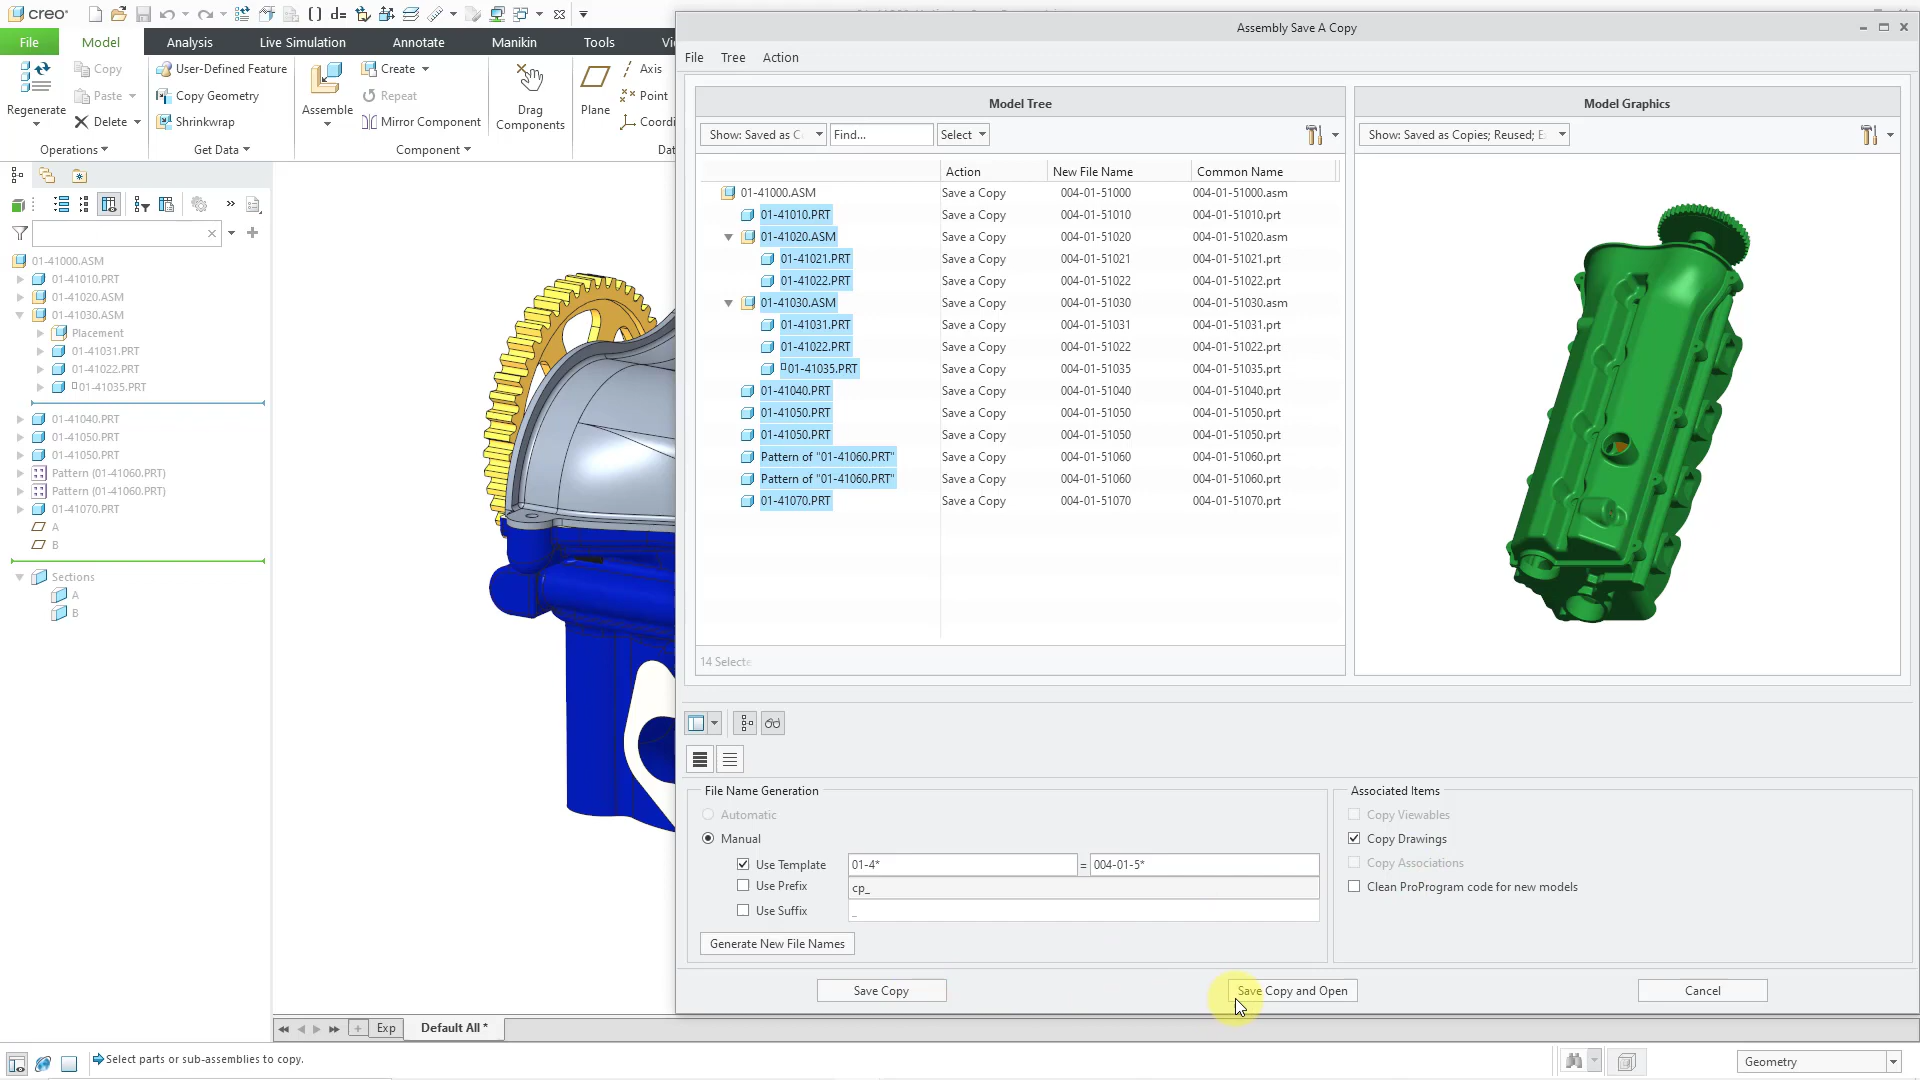 creo
Assembly Save A Copy
File
Model
Analysis
Live Simulation
Annotate
Manikin
Tools
File
Tree
Action
Regenerate
Copy
Paste
Delete
User-Defined Feature
Copy Geometry
Shrinkwrap
Assemble
Create
Repeat
Mirror Component
Drag
Components
Plane
Axis
Point
Coordi
Operations
Get Data
Component
Dat
Model Tree
Model Graphics
Show: Saved as C
Find...
Select
Show: Saved as Copies; Reused; E
Action
New File Name
Common Name
01-41000.ASM Save a Copy 004-01-51000 004-01-51000.asm
01-41010.PRT Save a Copy 004-01-51010 004-01-51010.prt
01-41020.ASM Save a Copy 004-01-51020 004-01-51020.asm
01-41021.PRT Save a Copy 004-01-51021 004-01-51021.prt
01-41022.PRT Save a Copy 004-01-51022 004-01-51022.prt
01-41030.ASM Save a Copy 004-01-51030 004-01-51030.asm
01-41031.PRT Save a Copy 004-01-51031 004-01-51031.prt
01-41022.PRT Save a Copy 004-01-51022 004-01-51022.prt
01-41035.PRT Save a Copy 004-01-51035 004-01-51035.prt
01-41040.PRT Save a Copy 004-01-51040 004-01-51040.prt
01-41050.PRT Save a Copy 004-01-51050 004-01-51050.prt
01-41050.PRT Save a Copy 004-01-51050 004-01-51050.prt
Pattern of "01-41060.PRT" Save a Copy 004-01-51060 004-01-51060.prt
Pattern of "01-41060.PRT" Save a Copy 004-01-51060 004-01-51060.prt
01-41070.PRT Save a Copy 004-01-51070 004-01-51070.prt
14 Selecte
01-41000.ASM
01-41010.PRT
01-41020.ASM
01-41030.ASM
Placement
01-41031.PRT
01-41022.PRT
01-41035.PRT
01-41040.PRT
01-41050.PRT
01-41050.PRT
Pattern (01-41060.PRT)
Pattern (01-41060.PRT)
01-41070.PRT
A
B
Sections
A
B
File Name Generation
Automatic
Manual
Use Template 01-4* = 004-01-5*
Use Prefix cp_
Use Suffix _
Generate New File Names
Associated Items
Copy Viewables
Copy Drawings
Copy Associations
Clean ProProgram code for new models
Save Copy
Save Copy and Open
Cancel
Exp
Default All *
Select parts or sub-assemblies to copy.
Geometry